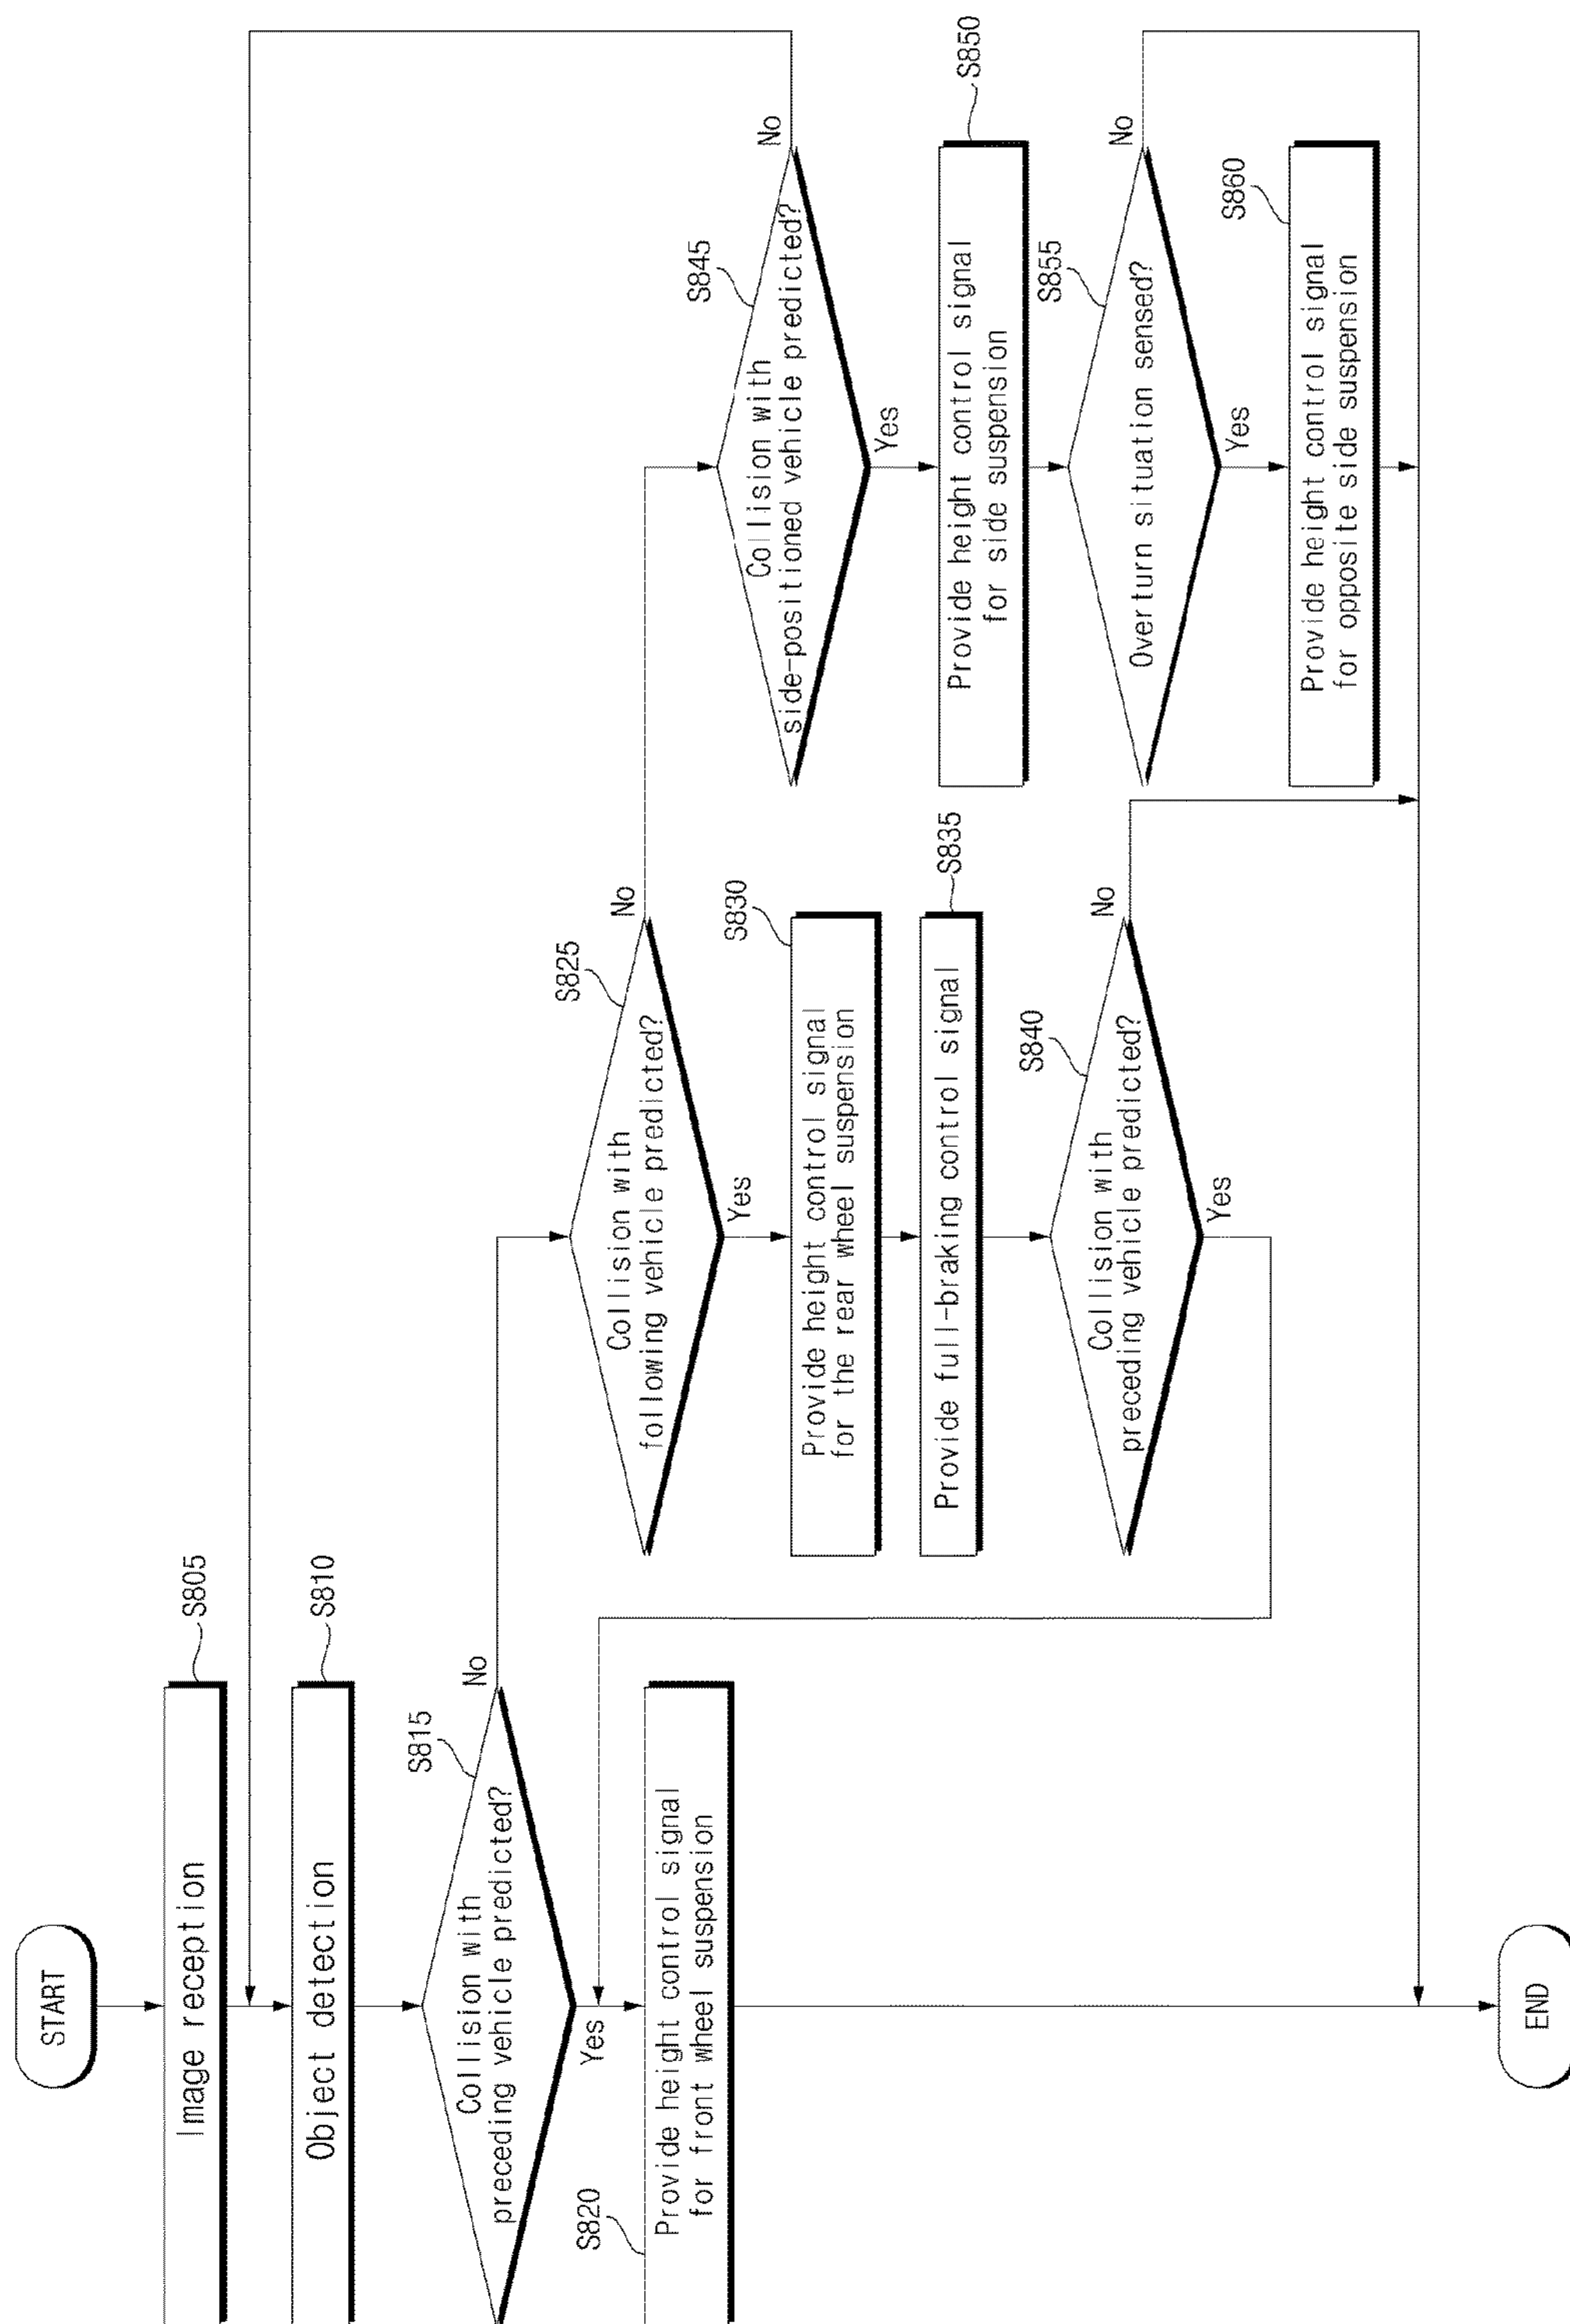 START
Image reception
S805
Object detection
S810
Collision with
preceding vehicle predicted?
S815
No
Yes
S820
Provide height control signal
for front wheel suspension
Collision with
following vehicle predicted?
S825
No
Yes
Provide height control signal
for the rear wheel suspension
S830
Provide full-braking control signal
S835
Collision with
preceding vehicle predicted?
S840
No
Yes
Collision with
side-positioned vehicle predicted?
S845
No
Yes
Provide height control signal
for side suspension
S850
Overturn situation sensed?
S855
No
Yes
Provide height control signal
for opposite side suspension
S860
END